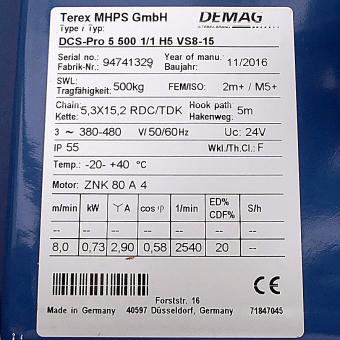 Terex MHPS GmbH DEMAG
Type / Typ:
DCS-Pro 5 500 1/1 H5 VS8-15
Serial no.: Year of manu.
Fabrik-Nr.: 94741329 Baujahr: 11/2016
SWL:
Tragfähigkeit: 500kg FEM/ISO: 2m+ / M5+
Chain: Hook path
Kette: 5,3X15,2 RDC/TDK Hakenweg: 5m
3 ~ 380-480 V/50/60Hz Uc: 24V
IP 55 Wkl./Th.Cl.: F
Temp.: -20- +40 °C
Motor: ZNK 80 A 4
m/min kW Y A cos φ 1/min ED% CDF% S/h
-- -- -- -- -- -- --
8,0 0,73 2,90 0,58 2540 20 --
CE
Forststr. 16
Made in Germany 40597 Düsseldorf, Germany 71847045